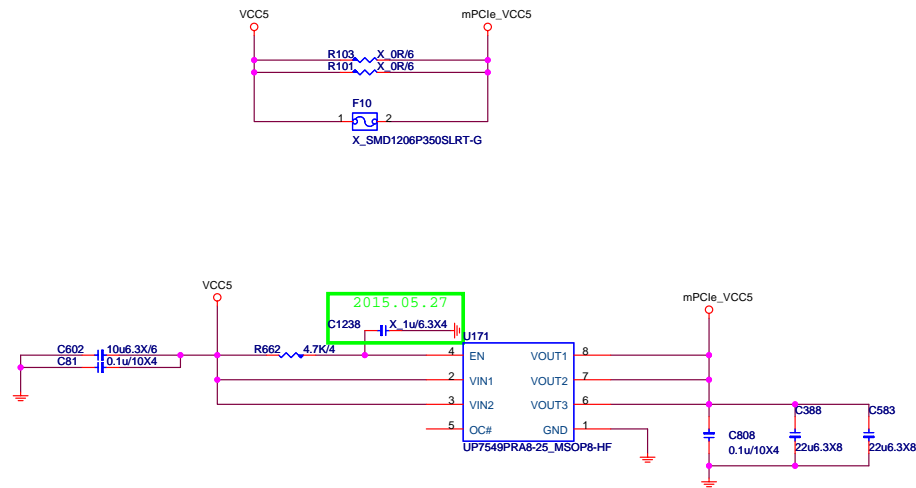 VCC5
mPCIe_VCC5
R103 X_0R/6
R101 X_0R/6
F10
1 2
X_SMD1206P350SLRT-G
VCC5
2015.05.27
mPCIe_VCC5
C1238 X_1u/6.3X4
U171
C602 10u6.3X/6
C81 0.1u/10X4
R662 4.7K/4
4 EN VOUT1 8
2 VIN1 VOUT2 7
3 VIN2 VOUT3 6
5 OC# GND 1
UP7549PRA8-25_MSOP8-HF
C388 C583
C808
0.1u/10X4 22u6.3X8 22u6.3X8